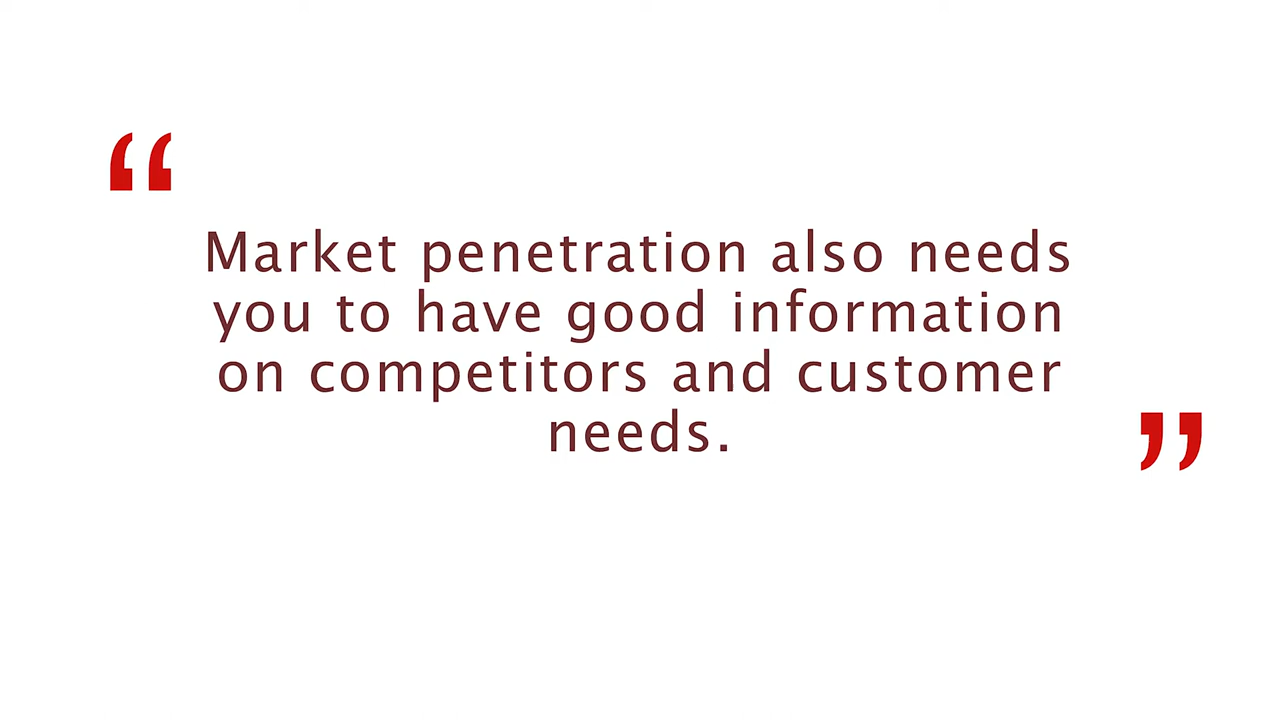 “
Market penetration also needs
you to have good information
on competitors and customer
needs.
”